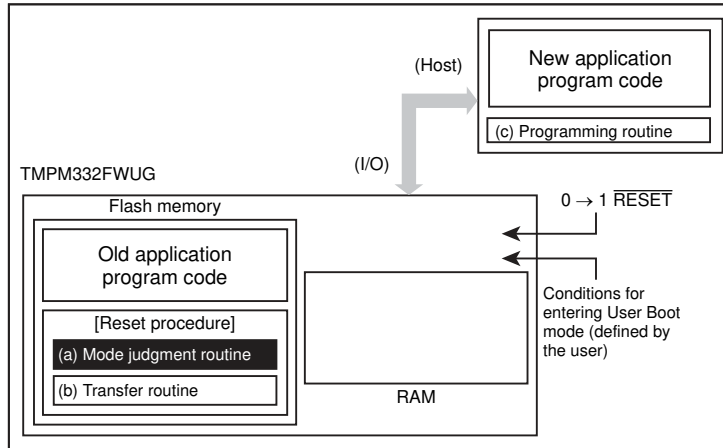 New application
program code
(Host)
(c) Programming routine
(I/O)
TMPM332FWUG
Flash memory
0 → 1 RESET
Old application
program code
[Reset procedure]
(a) Mode judgment routine
(b) Transfer routine
RAM
Conditions for
entering User Boot
mode (defined by
the user)